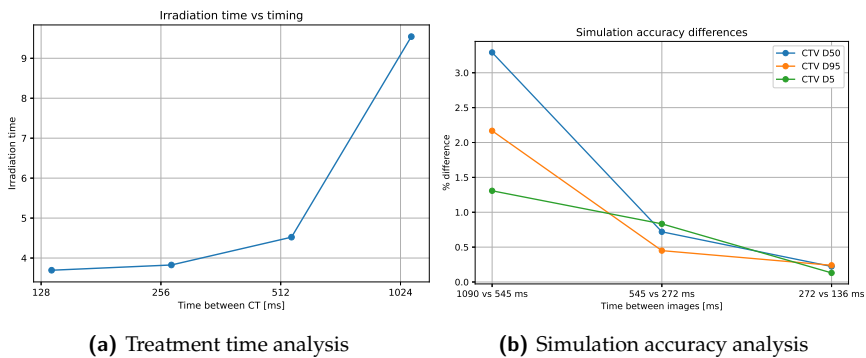 Irradiation time vs timing
Irradiation time
9
8
7
6
5
4
128
256
512
1024
Time between CT [ms]
(a) Treatment time analysis
Simulation accuracy differences
CTV D50
CTV D95
CTV D5
% difference
3.0
2.5
2.0
1.5
1.0
0.5
0.0
1090 vs 545 ms
545 vs 272 ms
272 vs 136 ms
Time between images [ms]
(b) Simulation accuracy analysis